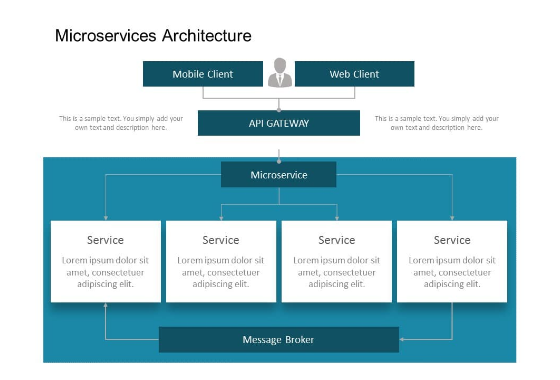 Microservices Architecture
Mobile Client
Web Client
This is a sample text. You simply add your
own text and description here.
API GATEWAY
This is a sample text. You simply add your
own text and description here.
Microservice
Service
Lorem ipsum dolor sit
amet, consectetuer
adipiscing elit.
Service
Lorem ipsum dolor sit
amet, consectetuer
adipiscing elit.
Service
Lorem ipsum dolor sit
amet, consectetuer
adipiscing elit.
Service
Lorem ipsum dolor sit
amet, consectetuer
adipiscing elit.
Message Broker